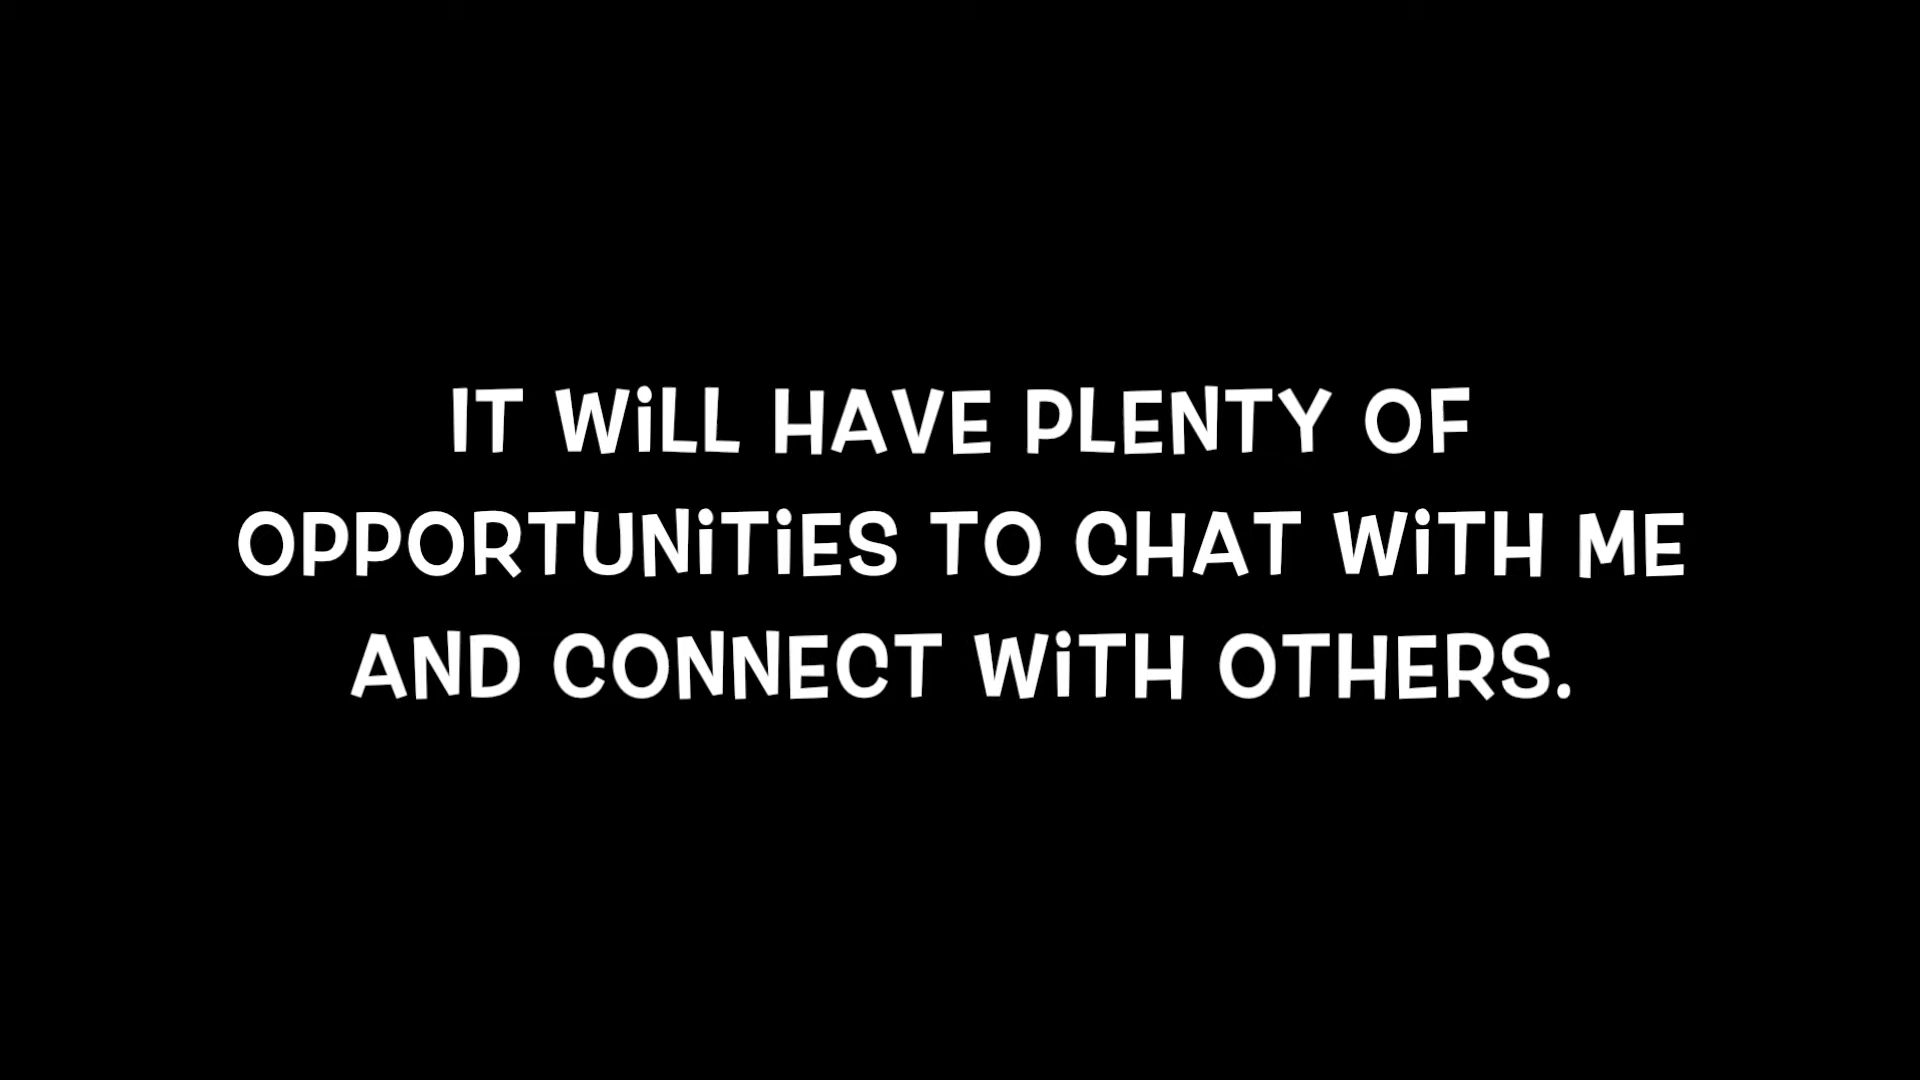 IT WiLL HAVE PLENTY OF
OPPORTUNiTiES TO CHAT WiTH ME
AND CONNECT WiTH OTHERS.